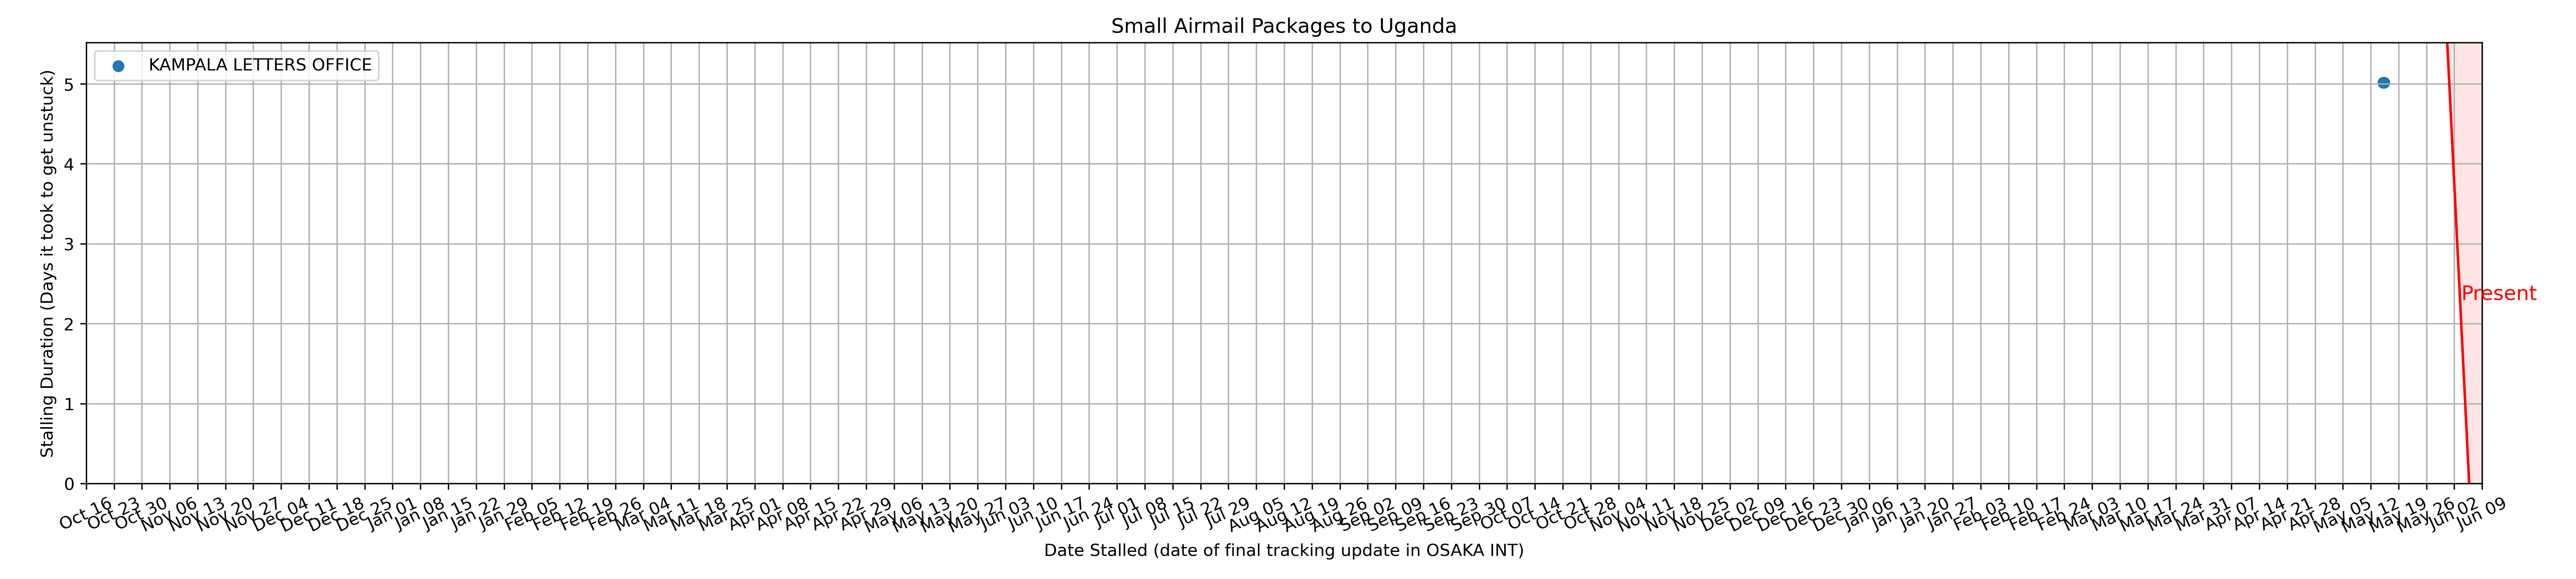 Small Airmail Packages to Uganda
KAMPALA LETTERS OFFICE
Stalling Duration (Days it took to get unstuck)
5
4
3
2
1
0
Present
Oct 16
Oct 23
Oct 30
Nov 06
Nov 13
Nov 20
Nov 27
Dec 04
Dec 11
Dec 18
Dec 25
Jan 01
Jan 08
Jan 15
Jan 22
Jan 29
Feb 05
Feb 12
Feb 19
Feb 26
Mar 04
Mar 11
Mar 18
Mar 25
Apr 01
Apr 08
Apr 15
Apr 22
Apr 29
May 06
May 13
May 20
May 27
Jun 03
Jun 10
Jun 17
Jun 24
Jul 01
Jul 08
Jul 15
Jul 22
Jul 29
Aug 05
Aug 12
Aug 19
Aug 26
Sep 02
Sep 09
Sep 16
Sep 23
Sep 30
Oct 07
Oct 14
Oct 21
Oct 28
Nov 04
Nov 11
Nov 18
Nov 25
Dec 02
Dec 09
Dec 16
Dec 23
Dec 30
Jan 06
Jan 13
Jan 20
Jan 27
Feb 03
Feb 10
Feb 17
Feb 24
Mar 03
Mar 10
Mar 17
Mar 24
Mar 31
Apr 07
Apr 14
Apr 21
Apr 28
May 05
May 12
May 19
May 26
Jun 02
Jun 09
Date Stalled (date of final tracking update in OSAKA INT)